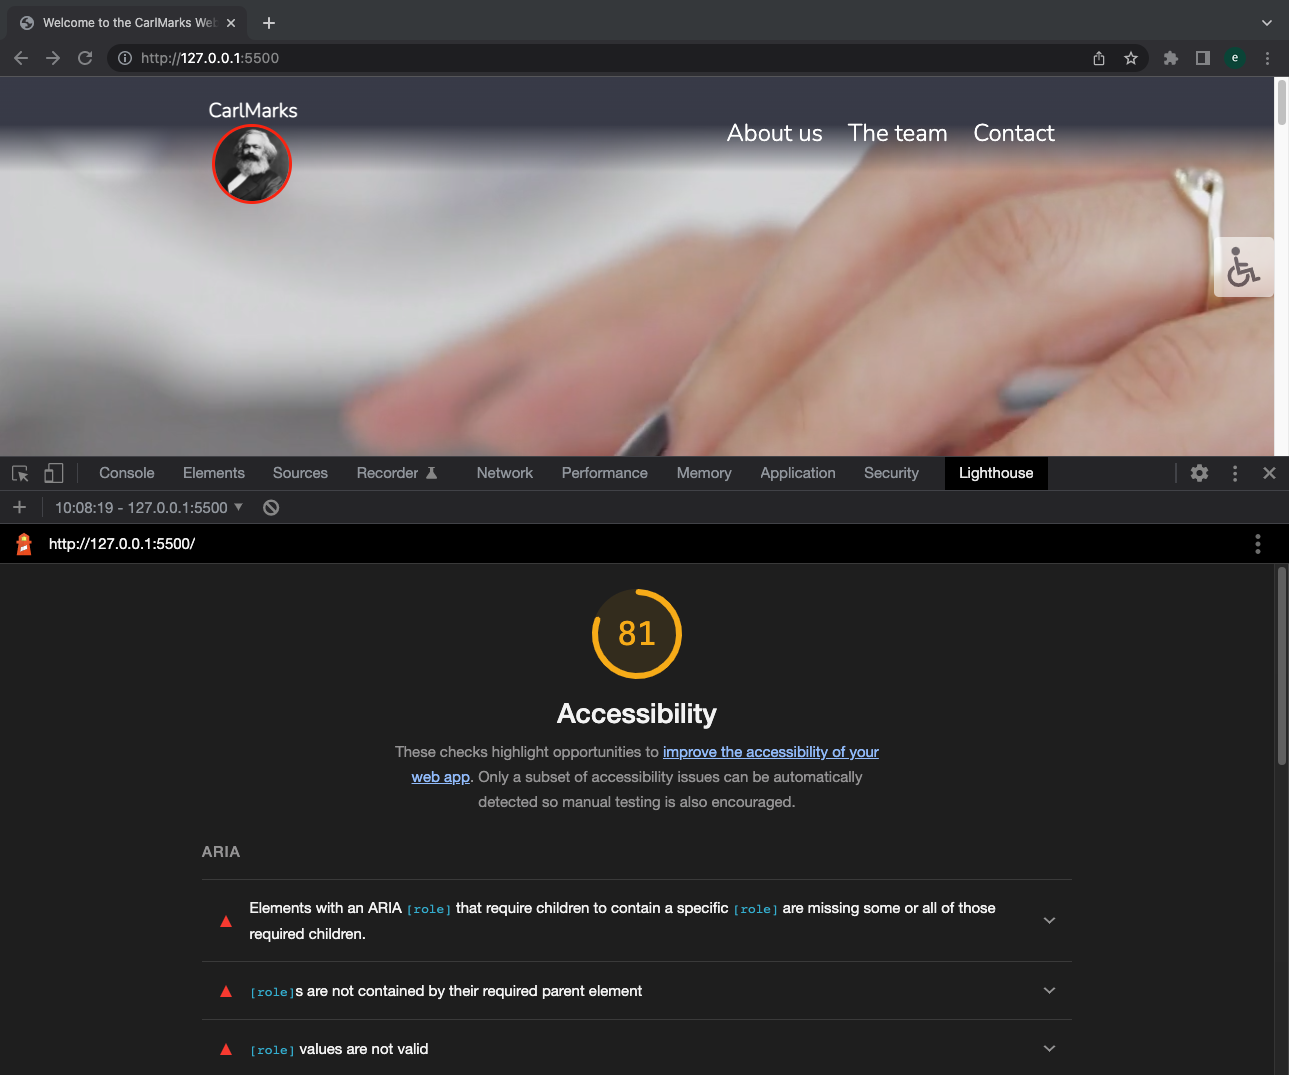 Welcome to the CarlMarks Web
http://127.0.0.1:5500
e
CarlMarks
About us The team Contact
Console Elements Sources Recorder Network Performance Memory Application Security Lighthouse
10:08:19 - 127.0.0.1:5500
http://127.0.0.1:5500/
81
Accessibility
These checks highlight opportunities to improve the accessibility of your
web app. Only a subset of accessibility issues can be automatically
detected so manual testing is also encouraged.
ARIA
Elements with an ARIA [role] that require children to contain a specific [role] are missing some or all of those
required children.
[role]s are not contained by their required parent element
[role] values are not valid